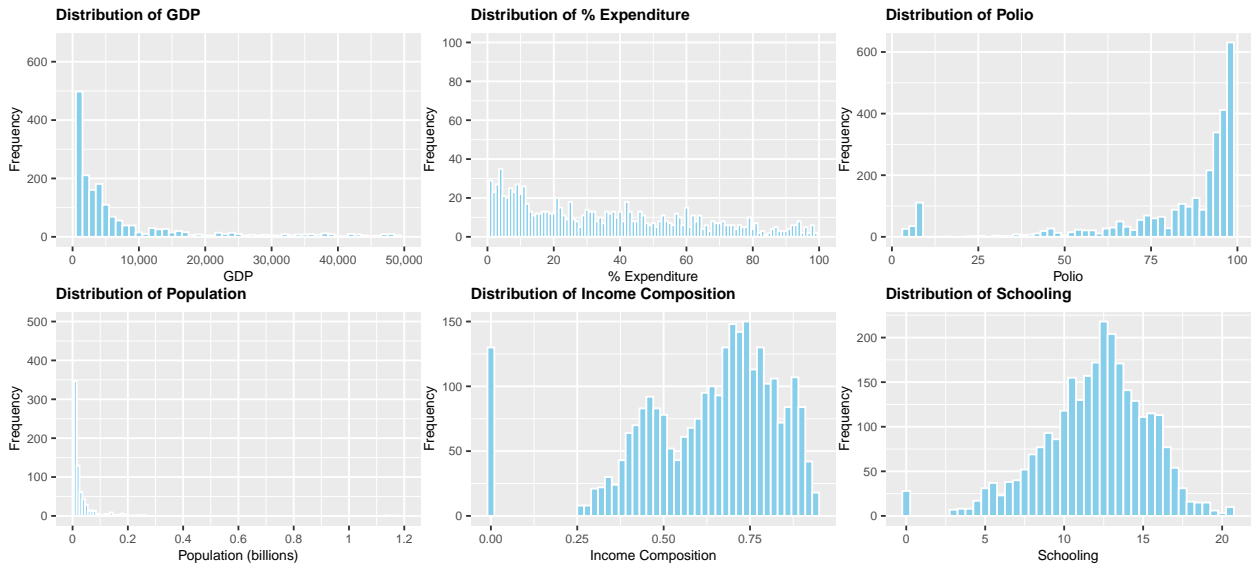 Distribution of GDP
Frequency
600
400
200
0
0 10,000 20,000 30,000 40,000 50,000
GDP
Distribution of % Expenditure
Frequency
100
80
60
40
20
0
0 20 40 60 80 100
% Expenditure
Distribution of Polio
Frequency
600
400
200
0
0 25 50 75 100
Polio
Distribution of Population
Frequency
500
400
300
200
100
0
0 0.2 0.4 0.6 0.8 1 1.2
Population (billions)
Distribution of Income Composition
Frequency
150
100
50
0
0.00 0.25 0.50 0.75
Income Composition
Distribution of Schooling
Frequency
200
150
100
50
0
0 5 10 15 20
Schooling